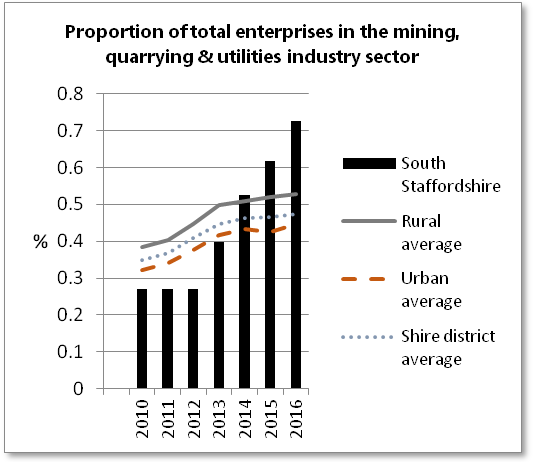 Proportion of total enterprises in the mining,
quarrying & utilities industry sector
0.8
0.7
0.6
0.5
0.4
0.3
0.2
0.1
0
%
2010
2011
2012
2013
2014
2015
2016
South
Staffordshire
Rural
average
Urban
average
Shire district
average